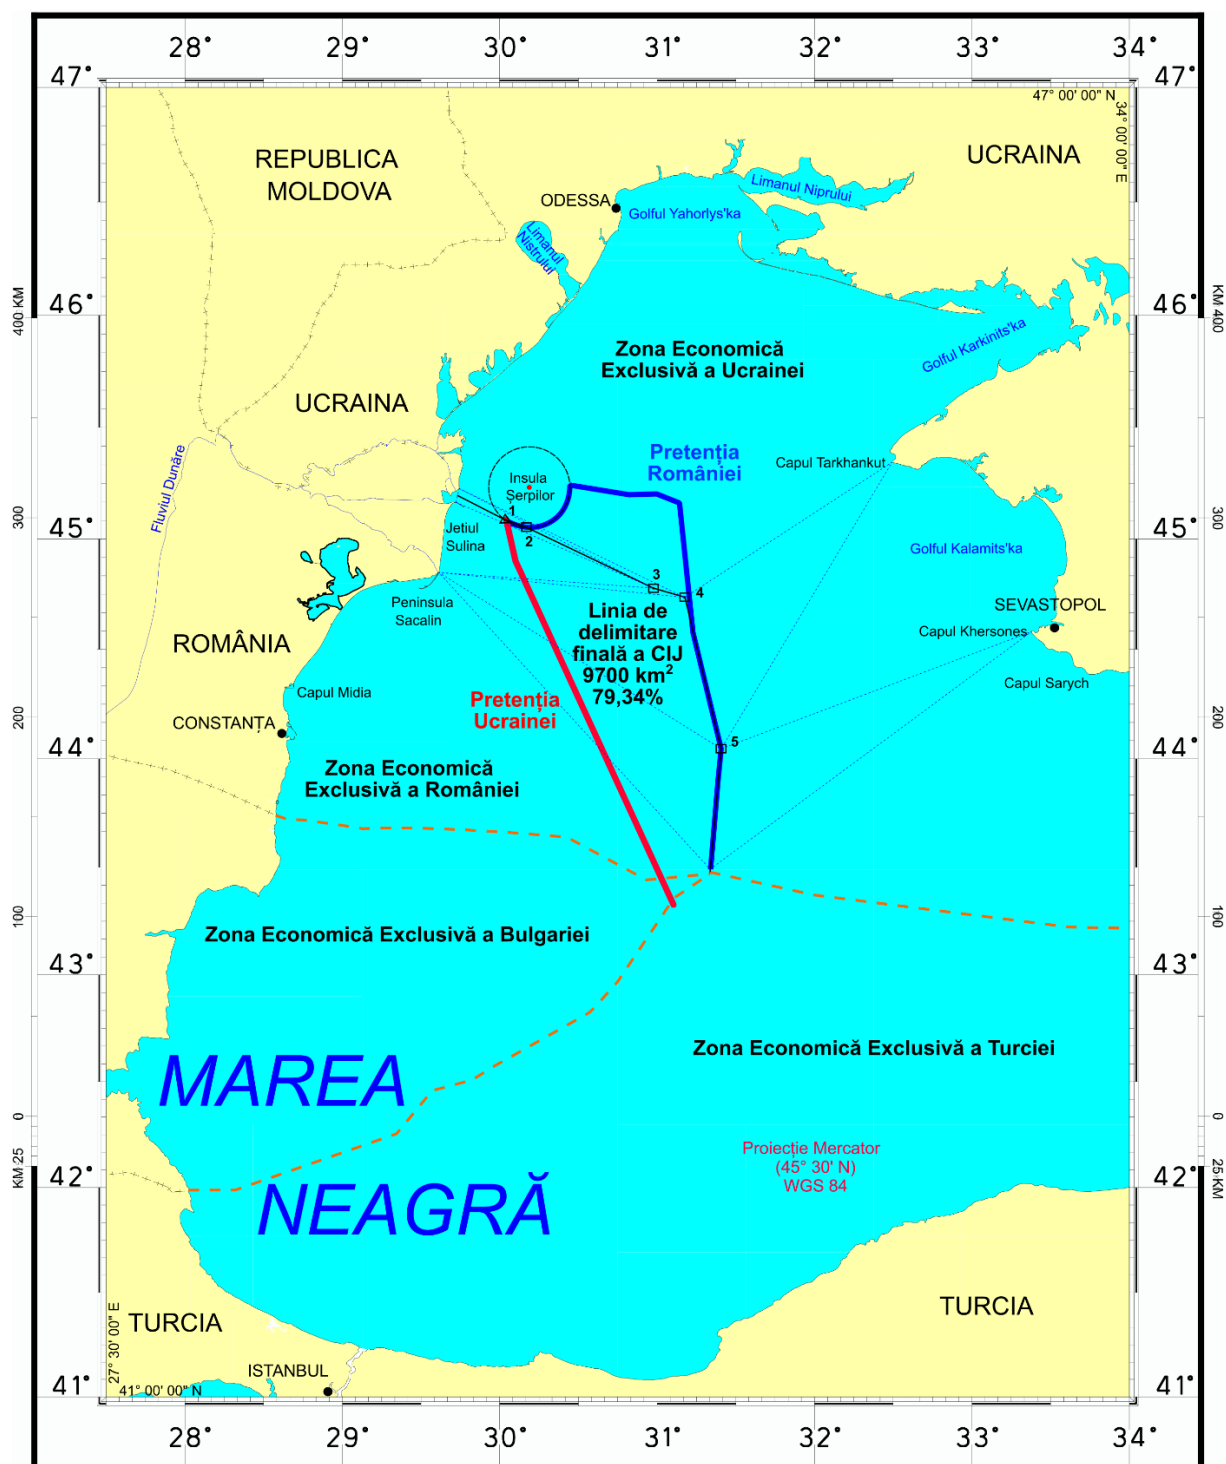 28° 29° 30° 31° 32° 33° 34°
47° 47°
47° 00' 00" N
34° 00' 00" E
REPUBLICA
MOLDOVA
UCRAINA
ODESSA
Limanul Niprului
Golful Yahorlys'ka
Limanul
Nistrului
46° 46°
400 KM
KM 400
Golful Karkinits'ka
Zona Economică
Exclusivă a Ucrainei
UCRAINA
Fluviul Dunăre
Pretenția
României
Capul Tarkhankut
Insula
Șerpilor
1
2
300
300
45° 45°
Jetiul
Sulina
Golful Kalamits'ka
3
4
Peninsula
Sacalin
Linia de
delimitare
finală a CIJ
9700 km²
79,34%
SEVASTOPOL
Capul Khersones
ROMÂNIA
Capul Sarych
Capul Midia
Pretenția
Ucrainei
CONSTANȚA
200
200
5
44° 44°
Zona Economică
Exclusivă a României
100
100
Zona Economică Exclusivă a Bulgariei
43° 43°
Zona Economică Exclusivă a Turciei
MAREA
0
0
Proiecție Mercator
(45° 30' N)
WGS 84
KM 25
25 KM
42° 42°
NEAGRĂ
TURCIA
TURCIA
27° 30' 00" E
ISTANBUL
41° 00' 00" N
41° 41°
28° 29° 30° 31° 32° 33° 34°